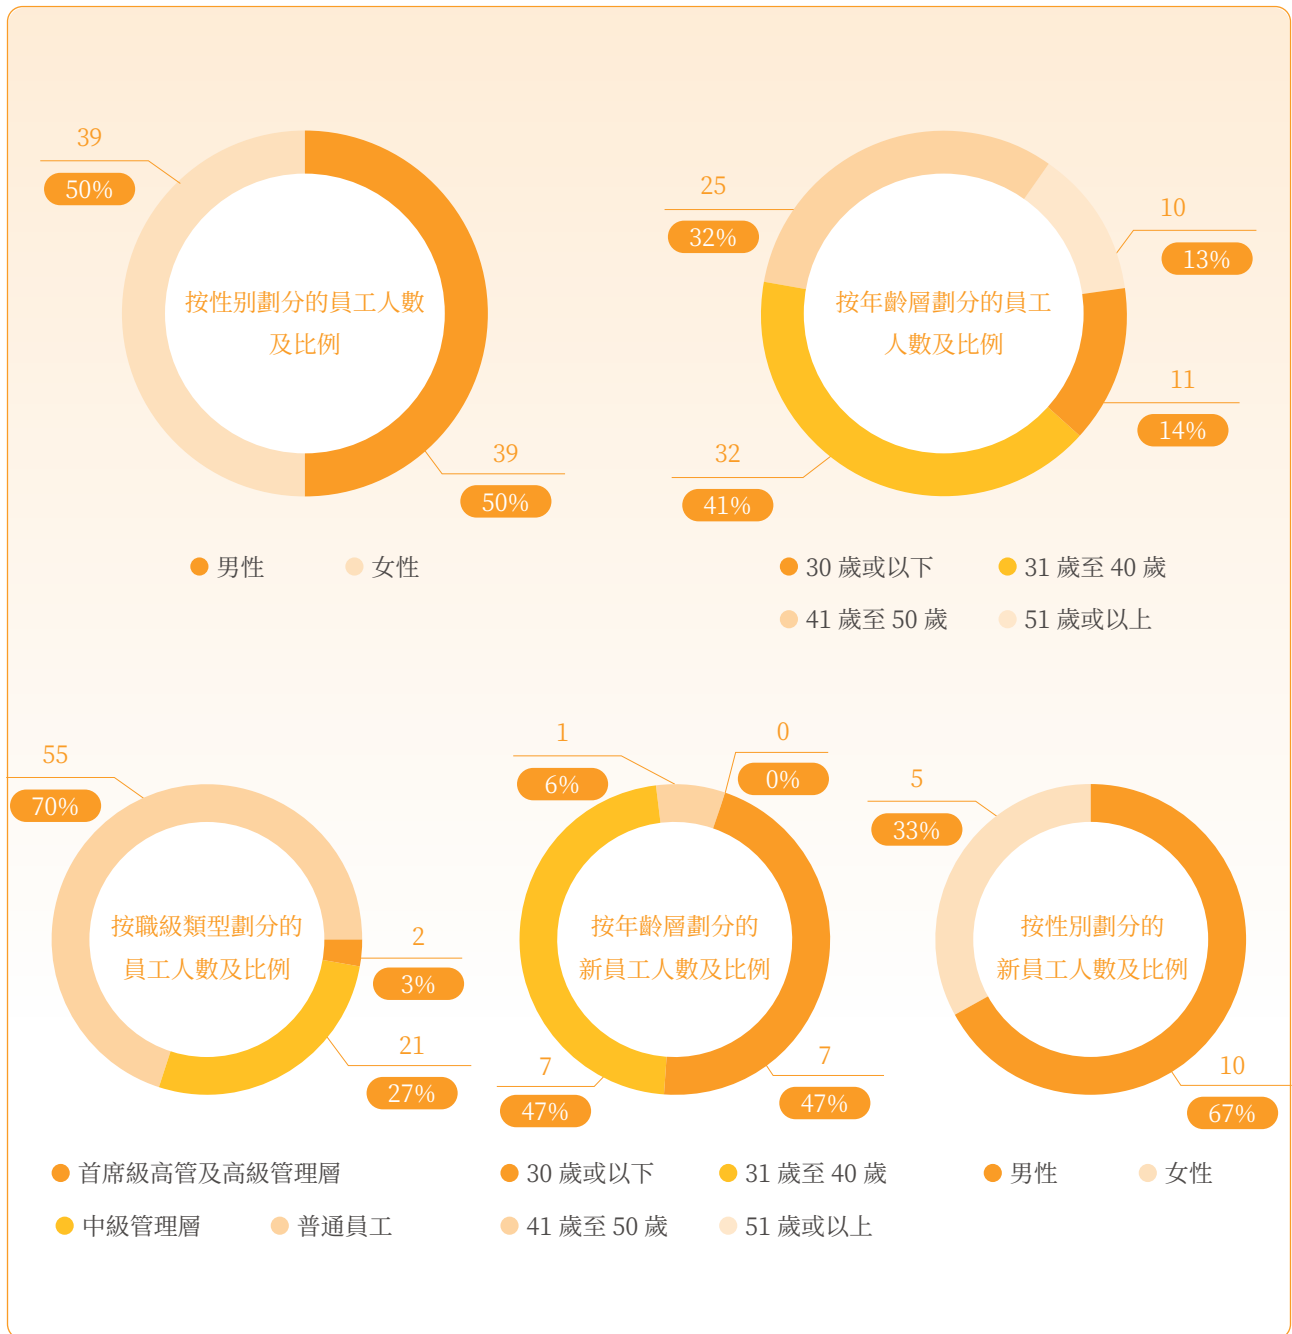 39
50%
按性別劃分的員工人數
及比例
39
50%
男性
女性
25
32%
10
13%
按年齡層劃分的員工
人數及比例
11
14%
32
41%
30 歲或以下
31 歲至 40 歲
41 歲至 50 歲
51 歲或以上
55
70%
按職級類型劃分的
員工人數及比例
2
3%
21
27%
首席級高管及高級管理層
中級管理層
普通員工
1
6%
0
0%
按年齡層劃分的
新員工人數及比例
7
47%
7
47%
30 歲或以下
31 歲至 40 歲
41 歲至 50 歲
51 歲或以上
5
33%
按性別劃分的
新員工人數及比例
10
67%
男性
女性